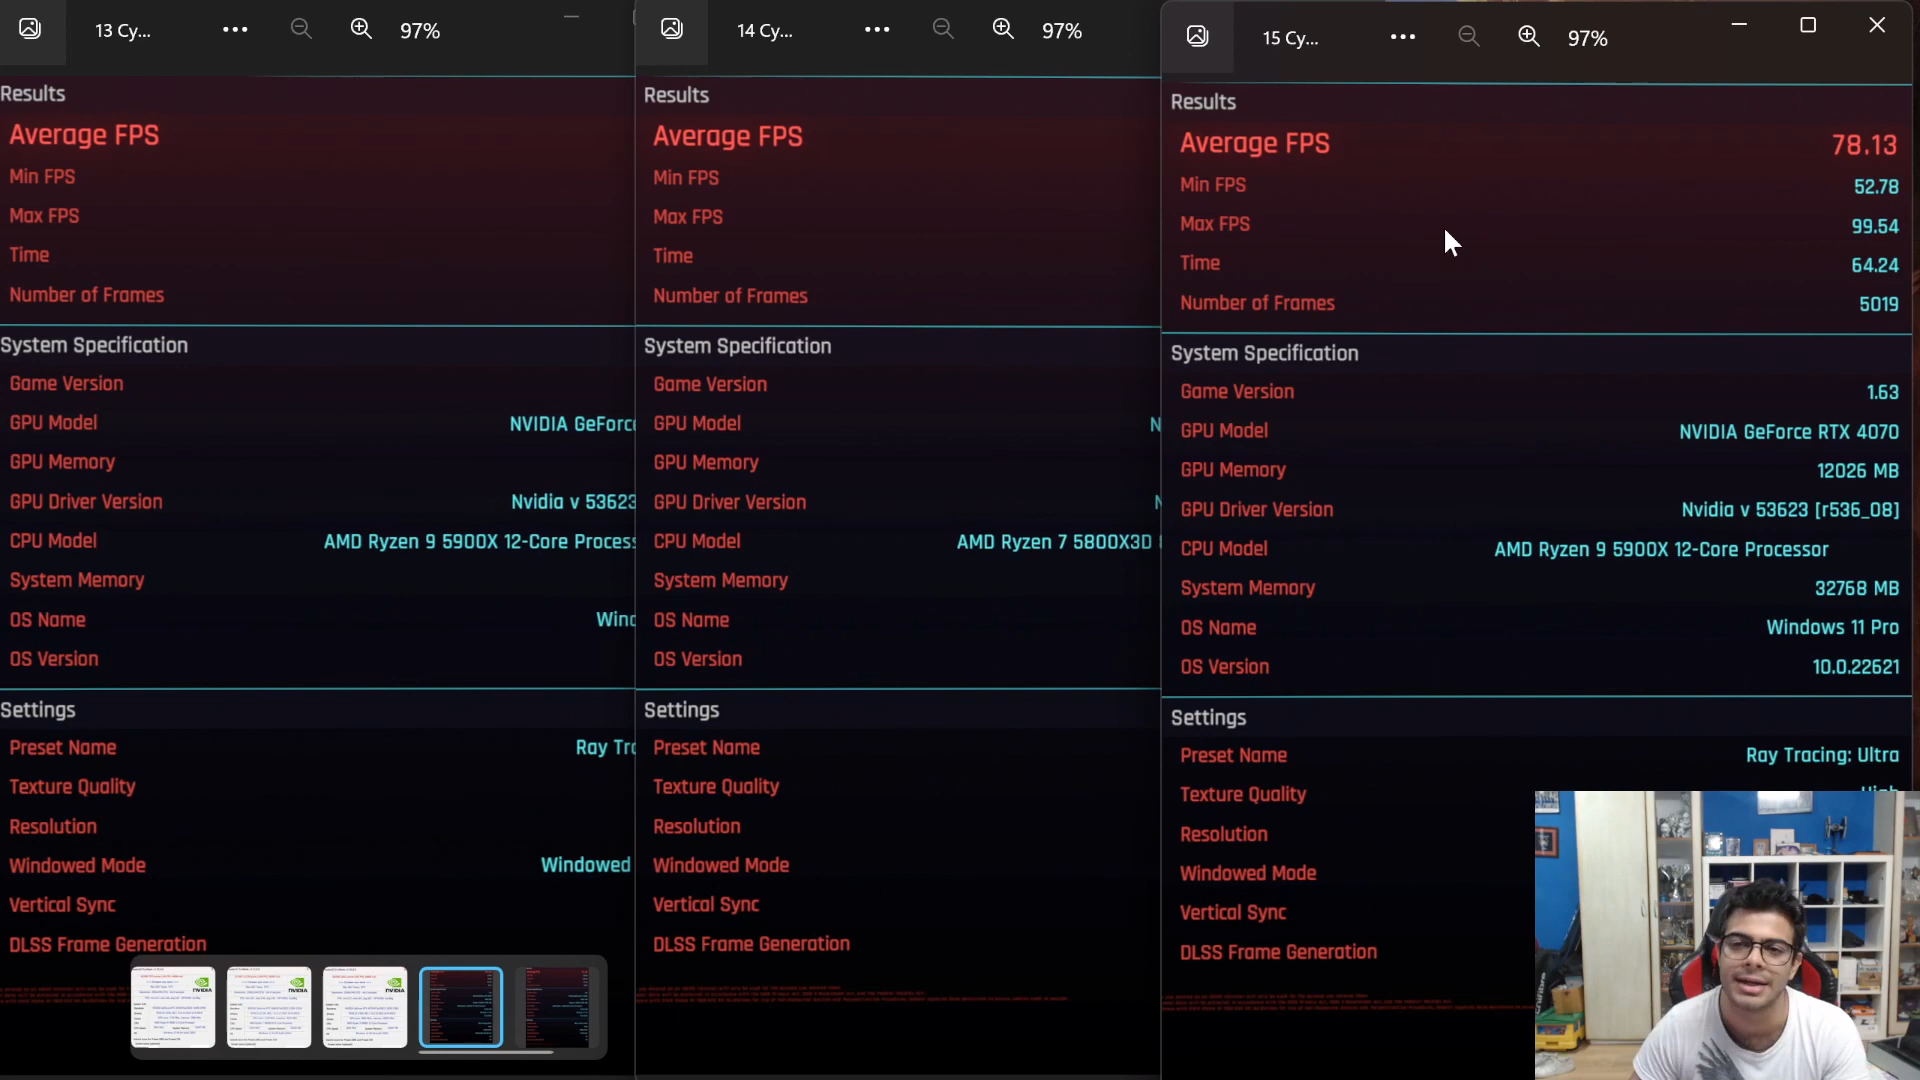 13 Cy...
97%
Results
Average FPS
Min FPS
Max FPS
Time
Number of Frames
System Specification
Game Version
GPU Model NVIDIA GeForc
GPU Memory
GPU Driver Version Nvidia v 53623
CPU Model AMD Ryzen 9 5900X 12-Core Process
System Memory
OS Name Wind
OS Version
Settings
Preset Name Ray Tra
Texture Quality
Resolution
Windowed Mode Windowed
Vertical Sync
DLSS Frame Generation
14 Cy...
97%
Results
Average FPS
Min FPS
Max FPS
Time
Number of Frames
System Specification
Game Version
GPU Model N
GPU Memory
GPU Driver Version N
CPU Model AMD Ryzen 7 5800X3D
System Memory
OS Name
OS Version
Settings
Preset Name
Texture Quality
Resolution
Windowed Mode
Vertical Sync
DLSS Frame Generation
15 Cy...
97%
Results
Average FPS 78.13
Min FPS 52.78
Max FPS 99.54
Time 64.24
Number of Frames 5019
System Specification
Game Version 1.63
GPU Model NVIDIA GeForce RTX 4070
GPU Memory 12026 MB
GPU Driver Version Nvidia v 53623 [r536_08]
CPU Model AMD Ryzen 9 5900X 12-Core Processor
System Memory 32768 MB
OS Name Windows 11 Pro
OS Version 10.0.22621
Settings
Preset Name Ray Tracing: Ultra
Texture Quality High
Resolution
Windowed Mode
Vertical Sync
DLSS Frame Generation